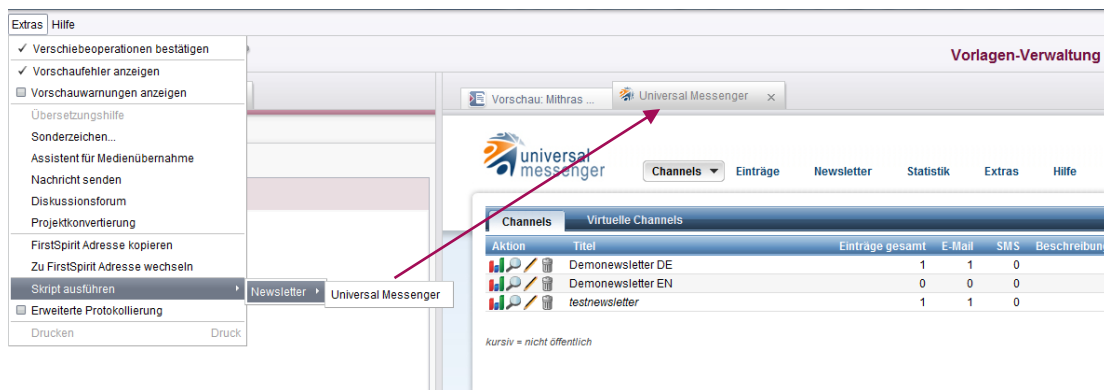 Extras Hilfe
Verschiebeoperationen bestätigen
Vorschaufehler anzeigen
Vorschauwarnungen anzeigen
Übersetzungshilfe
Sonderzeichen...
Assistent für Medienübernahme
Nachricht senden
Diskussionsforum
Projektkonvertierung
FirstSpirit Adresse kopieren
Zu FirstSpirit Adresse wechseln
Skript ausführen
Newsletter
Universal Messenger
Erweiterte Protokollierung
Drucken Druck
Vorlagen-Verwaltung
Vorschau: Mithras ... Universal Messenger
universal
messenger
Channels Einträge Newsletter Statistik Extras Hilfe
Channels Virtuelle Channels
Aktion Titel Einträge gesamt E-Mail SMS Beschreibung
Demonewsletter DE 1 1 0
Demonewsletter EN 0 0 0
testnewsletter 1 1 0
kursiv = nicht öffentlich